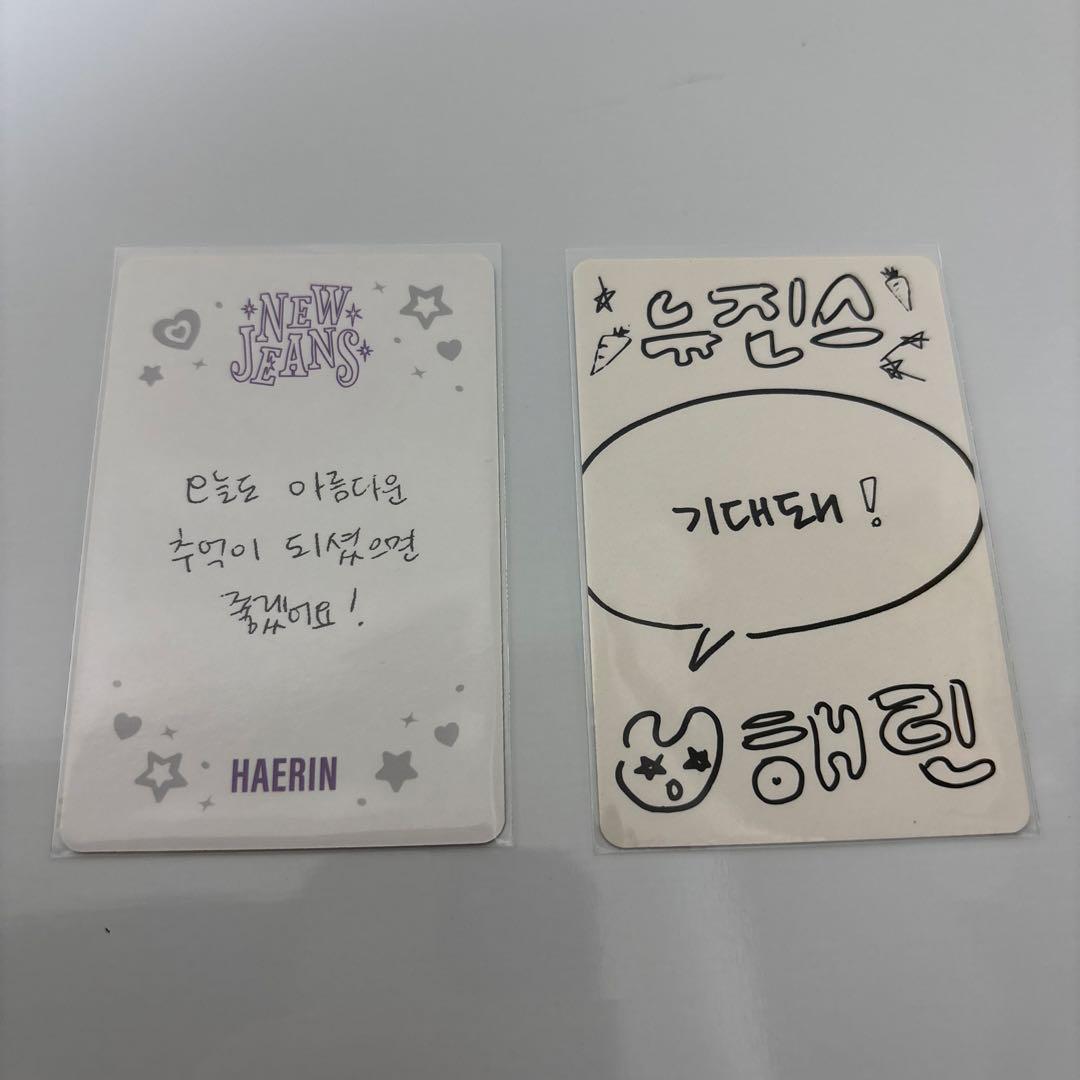 NEW
JEANS
오늘도 아름다운
추억이 되셨으면
좋겠어요!
HAERIN
뉴진스
기대돼!
해린